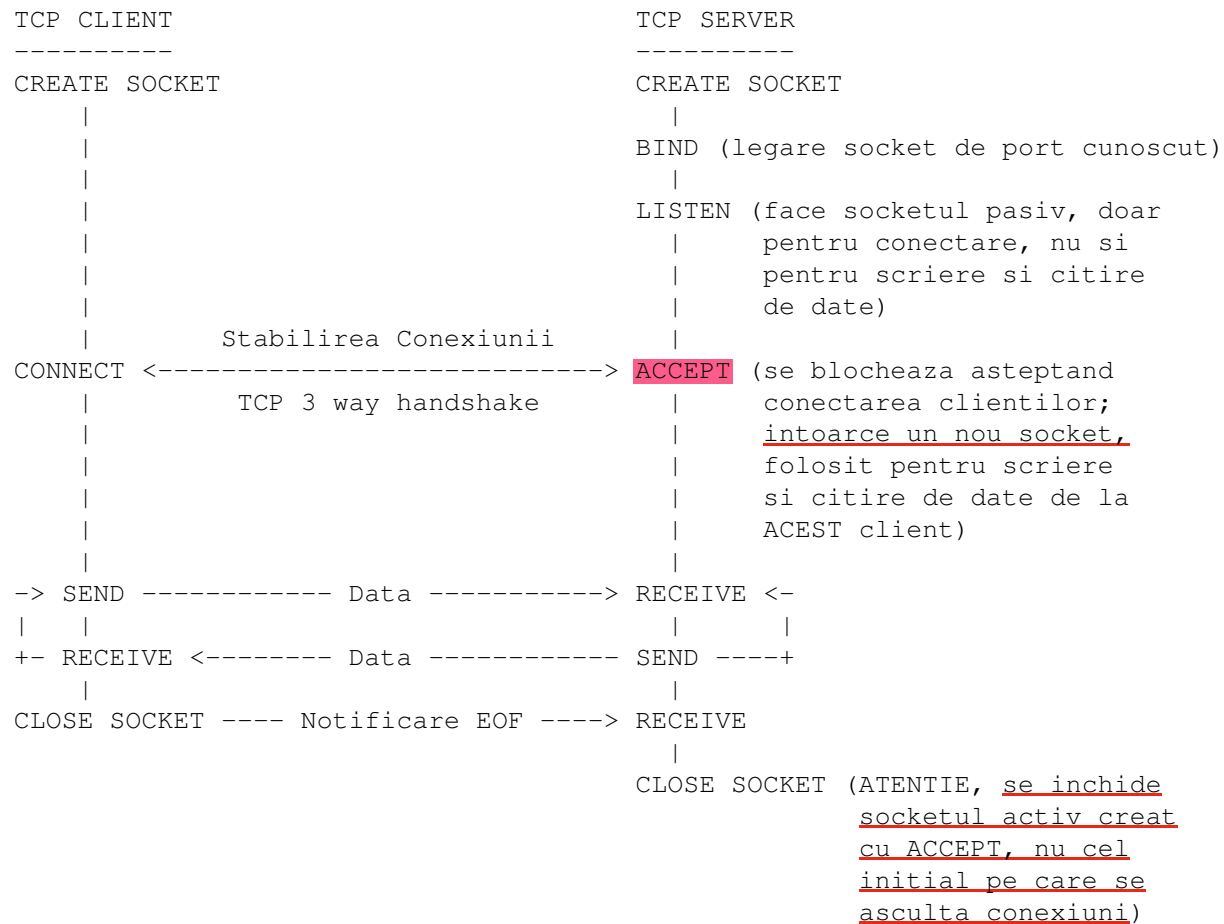 TCP CLIENT                             TCP SERVER
----------                             ----------
CREATE SOCKET                          CREATE SOCKET
    |                                    |
    |                                  BIND (legare socket de port cunoscut)
    |                                    |
    |                                  LISTEN (face socketul pasiv, doar
    |                                    |     pentru conectare, nu si
    |                                    |     pentru scriere si citire
    |                                    |     de date)
    |        Stabilirea Conexiunii       |
CONNECT <----------------------------> ACCEPT (se blocheaza asteptand
    |         TCP 3 way handshake        |     conectarea clientilor;
    |                                    |     intoarce un nou socket,
    |                                    |     folosit pentru scriere
    |                                    |     si citire de date de la
    |                                    |     ACEST client)
    |                                    |
-> SEND ------------ Data -----------> RECEIVE <-
|  |                                     |      |
+- RECEIVE <-------- Data ------------ SEND ----+
    |                                    |
CLOSE SOCKET ---- Notificare EOF ----> RECEIVE
                                         |
                                       CLOSE SOCKET (ATENTIE, se inchide
                                                     socketul activ creat
                                                     cu ACCEPT, nu cel
                                                     initial pe care se
                                                     asculta conexiuni)